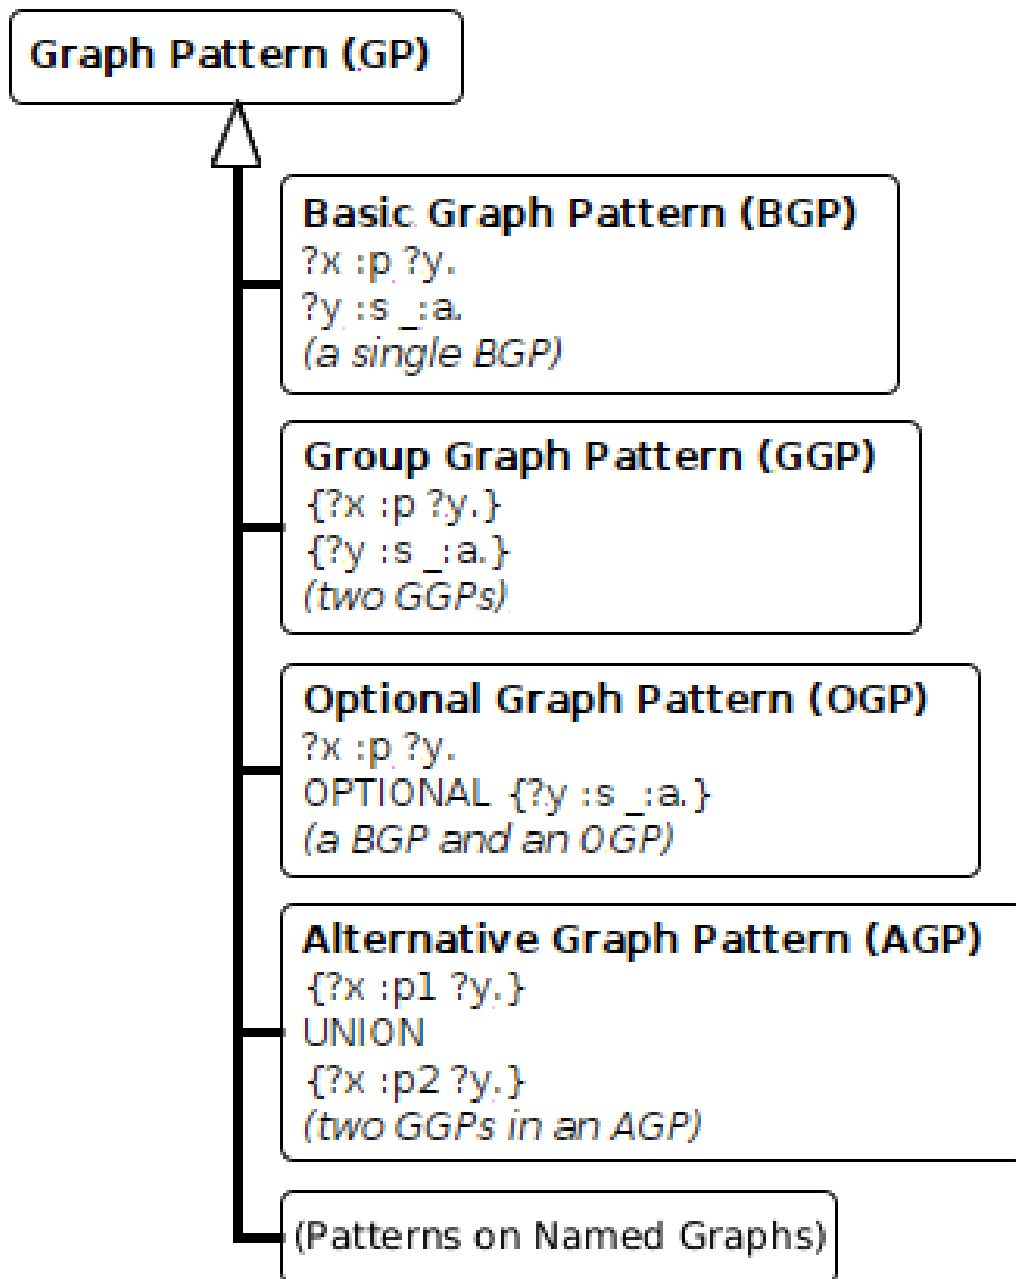 Graph Pattern (GP)
Basic Graph Pattern (BGP)
?x :p ?y.
?y :s _:a.
(a single BGP)
Group Graph Pattern (GGP)
{?x :p ?y.}
{?y :s _:a.}
(two GGPs)
Optional Graph Pattern (OGP)
?x :p ?y.
OPTIONAL {?y :s _:a.}
(a BGP and an OGP)
Alternative Graph Pattern (AGP)
{?x :p1 ?y.}
UNION
{?x :p2 ?y.}
(two GGPs in an AGP)
(Patterns on Named Graphs)